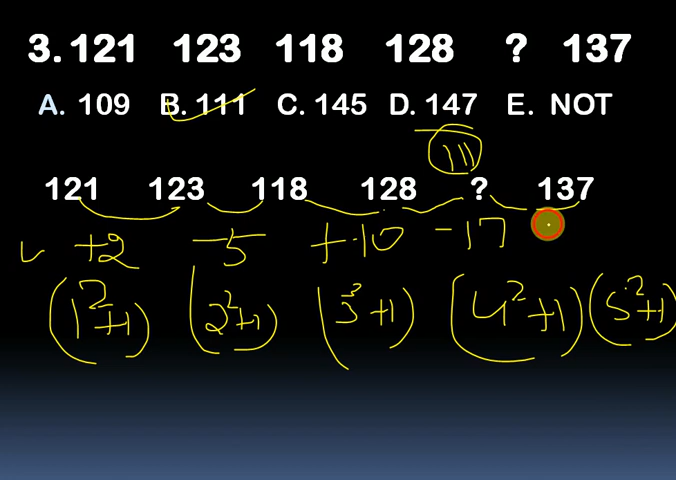 3. 121 123 118 128 ? 137
A. 109 B. 111 C. 145 D. 147 E. NOT
111
121 123 118 128 ? 137
+2 -5 +10 -17
(1²+1) (2²+1) (3²+1) (4²+1) (5²+1)